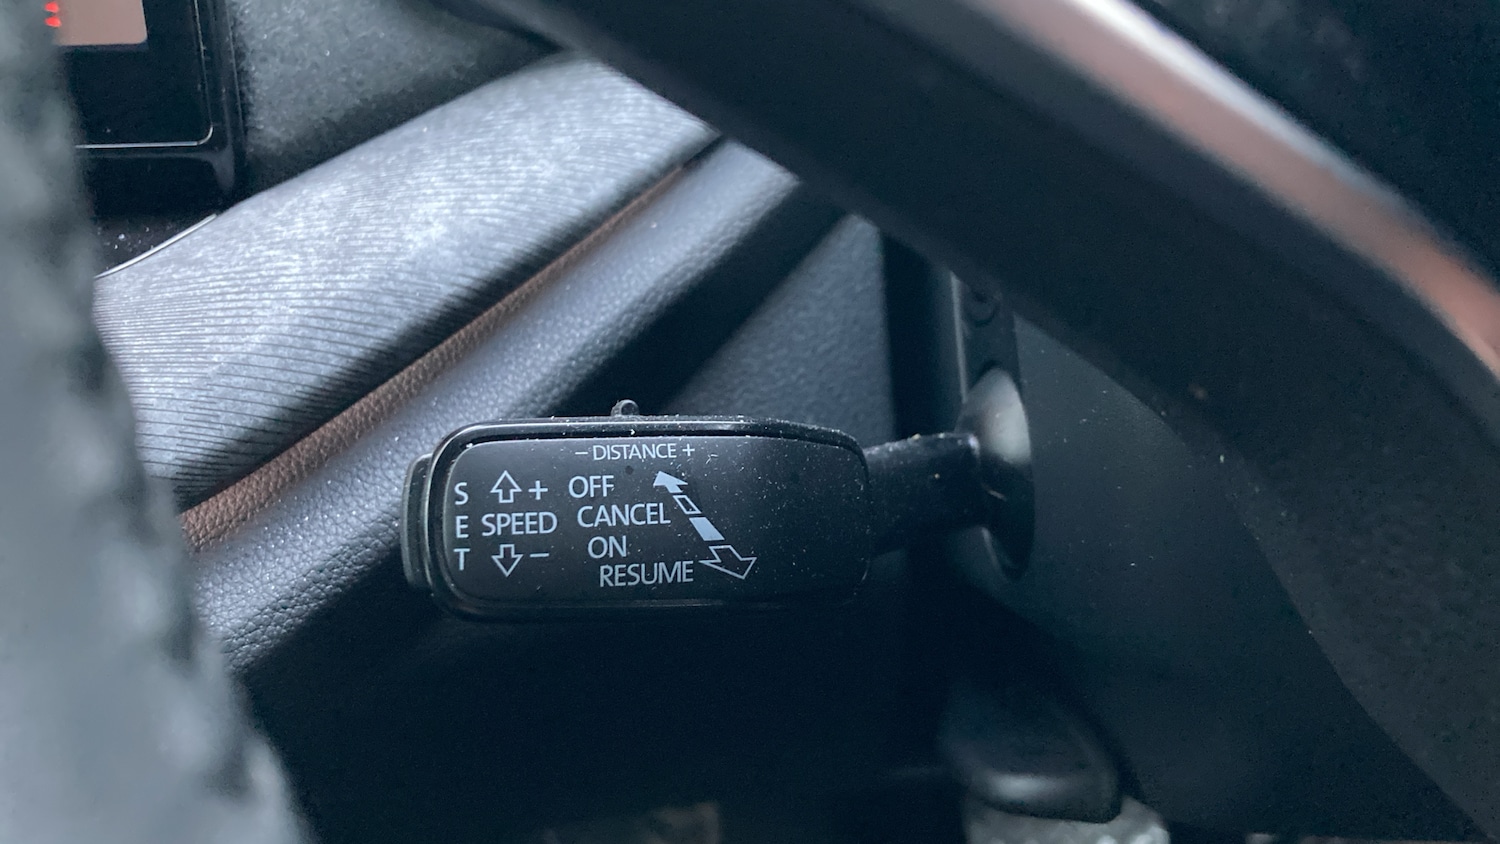 − DISTANCE +
S
E
T
+
SPEED
−
OFF
CANCEL
ON
RESUME